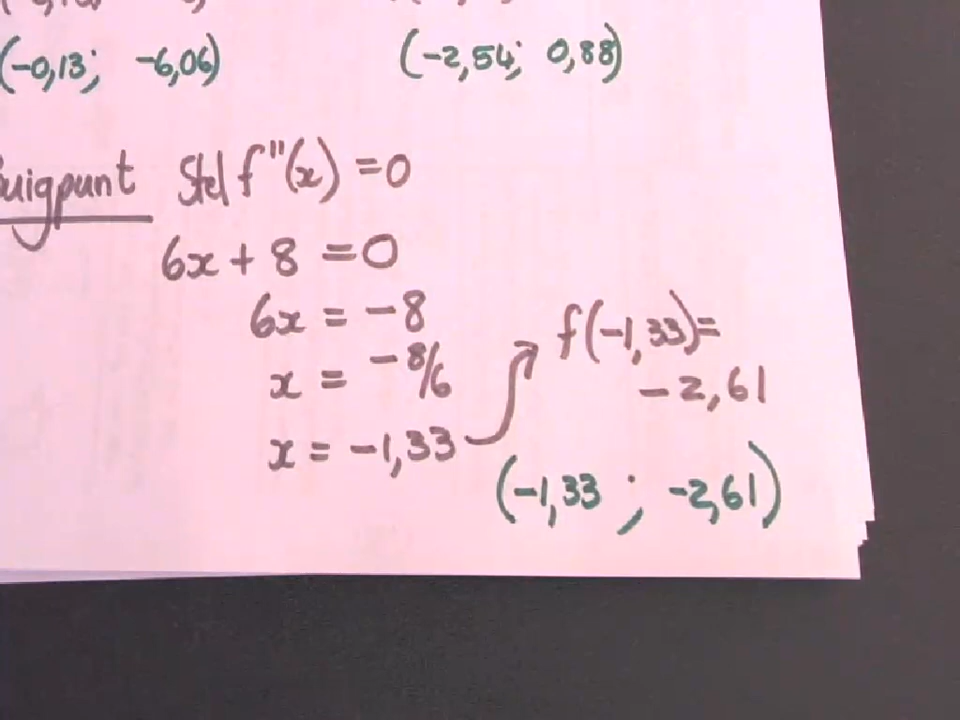 (-0,13; -6,06) (-2,54; 0,88)
Stel f''(x) = 0
6x + 8 = 0
6x = -8
x = -8/6
x = -1,33
f(-1,33) =
-2,61
(-1,33 ; -2,61)